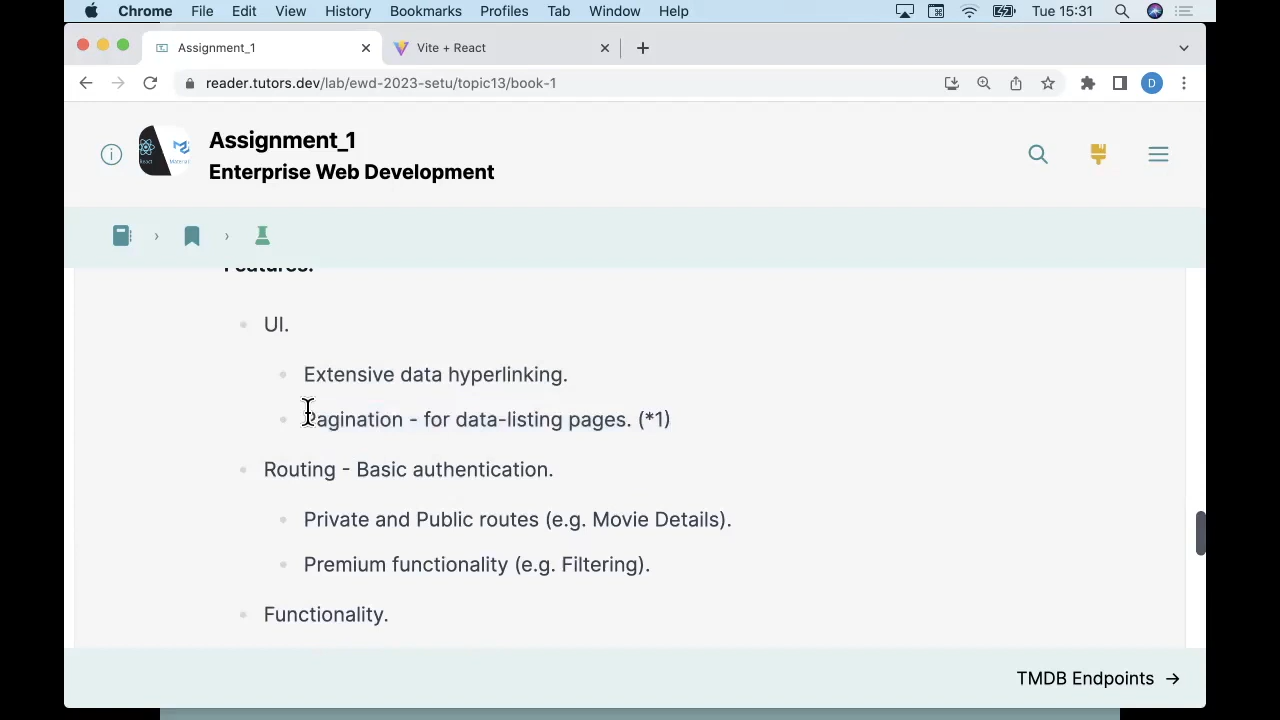 Chrome File Edit View History Bookmarks Profiles Tab Window Help Tue 15:31
Assignment_1 Vite + React
reader.tutors.dev/lab/ewd-2023-setu/topic13/book-1 D
Assignment_1
Enterprise Web Development
Features.
UI.
Extensive data hyperlinking.
Pagination - for data-listing pages. (*1)
Routing - Basic authentication.
Private and Public routes (e.g. Movie Details).
Premium functionality (e.g. Filtering).
Functionality.
TMDB Endpoints →